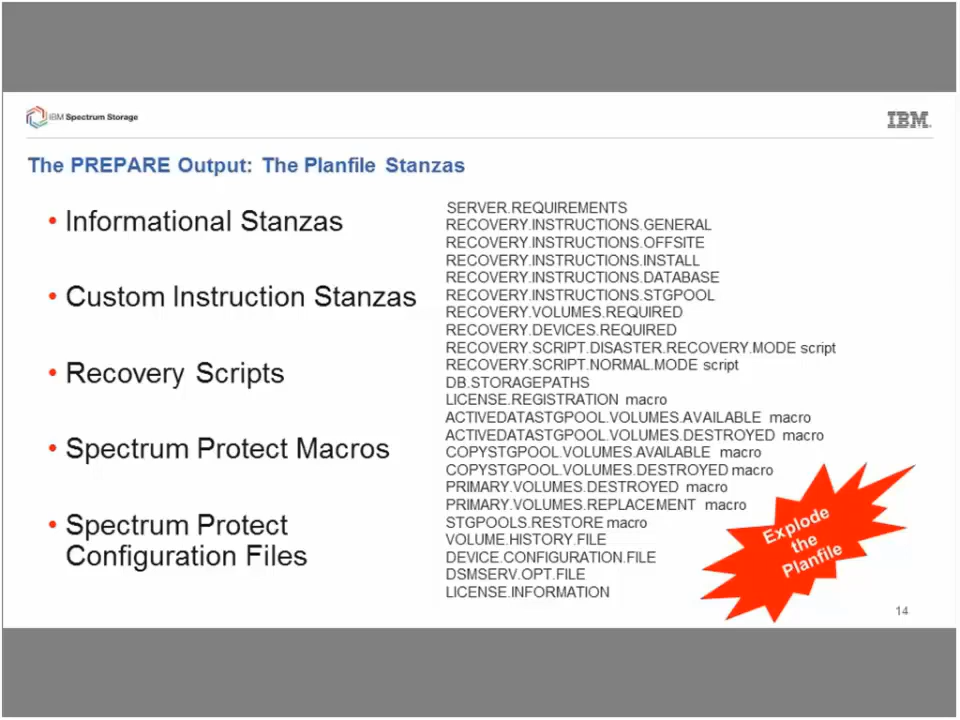 IBM Spectrum Storage
IBM
The PREPARE Output: The Planfile Stanzas
• Informational Stanzas
• Custom Instruction Stanzas
• Recovery Scripts
• Spectrum Protect Macros
• Spectrum Protect
Configuration Files
SERVER.REQUIREMENTS
RECOVERY.INSTRUCTIONS.GENERAL
RECOVERY.INSTRUCTIONS.OFFSITE
RECOVERY.INSTRUCTIONS.INSTALL
RECOVERY.INSTRUCTIONS.DATABASE
RECOVERY.INSTRUCTIONS.STGPOOL
RECOVERY.VOLUMES.REQUIRED
RECOVERY.DEVICES.REQUIRED
RECOVERY.SCRIPT.DISASTER.RECOVERY.MODE script
RECOVERY.SCRIPT.NORMAL.MODE script
DB.STORAGEPATHS
LICENSE.REGISTRATION macro
ACTIVEDATASTGPOOL.VOLUMES.AVAILABLE macro
ACTIVEDATASTGPOOL.VOLUMES.DESTROYED macro
COPYSTGPOOL.VOLUMES.AVAILABLE macro
COPYSTGPOOL.VOLUMES.DESTROYED macro
PRIMARY.VOLUMES.DESTROYED macro
PRIMARY.VOLUMES.REPLACEMENT macro
STGPOOLS.RESTORE macro
VOLUME.HISTORY.FILE
DEVICE.CONFIGURATION.FILE
DSMSERV.OPT.FILE
LICENSE.INFORMATION
Explode
the
Planfile
14